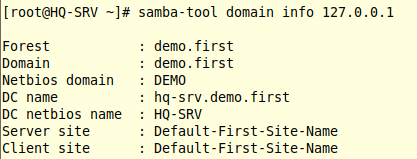 [root@HQ-SRV ~]# samba-tool domain info 127.0.0.1
Forest           : demo.first
Domain           : demo.first
Netbios domain   : DEMO
DC name          : hq-srv.demo.first
DC netbios name  : HQ-SRV
Server site      : Default-First-Site-Name
Client site      : Default-First-Site-Name